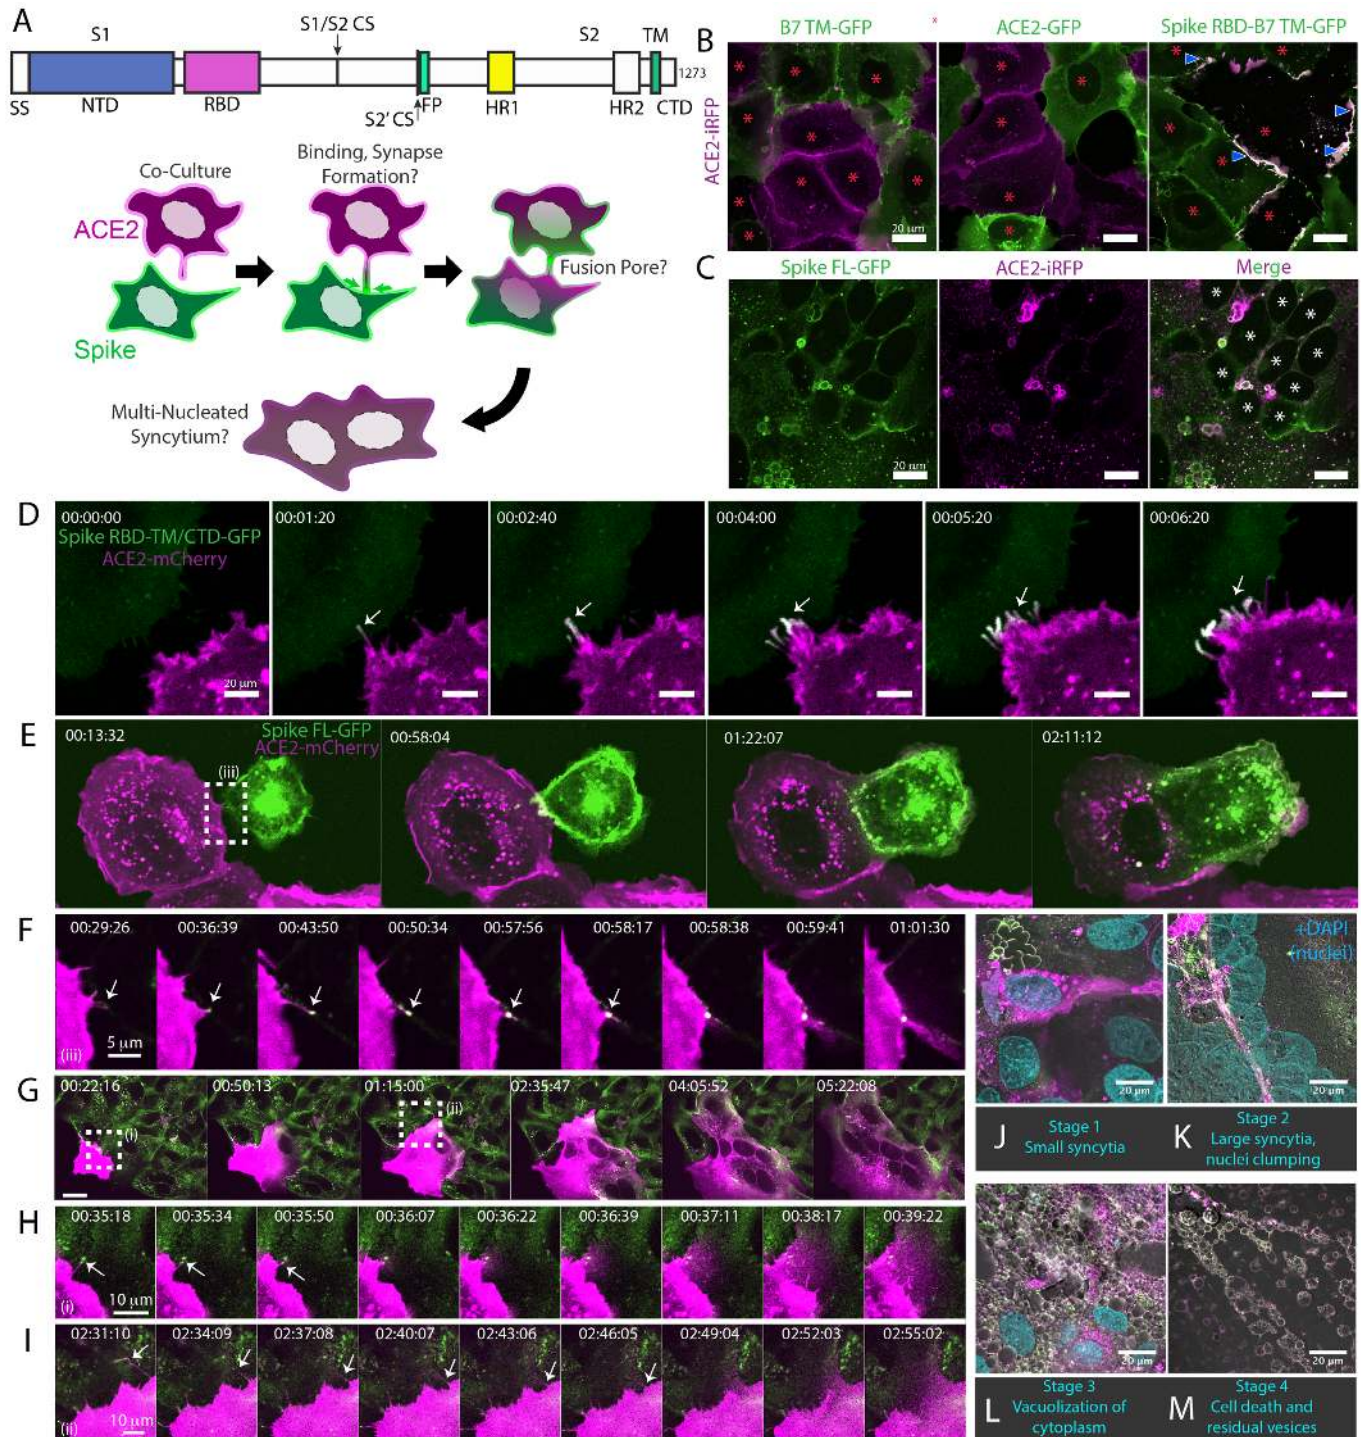 A
S1
S1/S2 CS
S2
TM
SS
NTD
RBD
S2' CS
FP
HR1
HR2
CTD
1273
Co-Culture
Binding, Synapse
Formation?
ACE2
Spike
Fusion Pore?
Multi-Nucleated
Syncytium?
B
B7 TM-GFP
*
ACE2-GFP
Spike RBD-B7 TM-GFP
ACE2-iRFP
20 μm
C
Spike FL-GFP
ACE2-iRFP
Merge
20 μm
D
00:00:00
00:01:20
00:02:40
00:04:00
00:05:20
00:06:20
Spike RBD-TM/CTD-GFP
ACE2-mCherry
20 μm
E
00:13:32
Spike FL-GFP
ACE2-mCherry
(iii)
00:58:04
01:22:07
02:11:12
F
00:29:26
00:36:39
00:43:50
00:50:34
00:57:56
00:58:17
00:58:38
00:59:41
01:01:30
5 μm
(iii)
G
00:22:16
00:50:13
01:15:00
02:35:47
04:05:52
05:22:08
(i)
(ii)
H
00:35:18
00:35:34
00:35:50
00:36:07
00:36:22
00:36:39
00:37:11
00:38:17
00:39:22
10 μm
(i)
I
02:31:10
02:34:09
02:37:08
02:40:07
02:43:06
02:46:05
02:49:04
02:52:03
02:55:02
10 μm
(ii)
+DAPI
(nuclei)
20 μm
20 μm
J
Stage 1
Small syncytia
K
Stage 2
Large syncytia,
nuclei clumping
20 μm
20 μm
L
Stage 3
Vacuolization of
cytoplasm
M
Stage 4
Cell death and
residual vesices